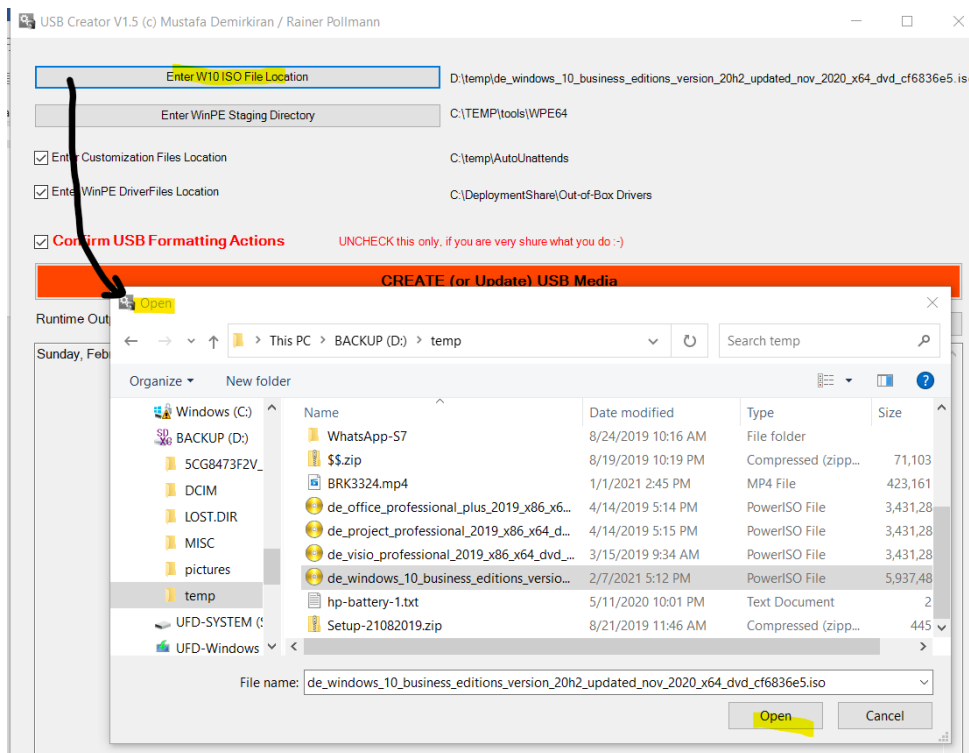 USB Creator V1.5 (c) Mustafa Demirkiran / Rainer Pollmann
Enter W10 ISO File Location
D:\temp\de_windows_10_business_editions_version_20h2_updated_nov_2020_x64_dvd_cf6836e5.iso
Enter WinPE Staging Directory
C:\TEMP\tools\WPE64
Enter Customization Files Location
C:\temp\AutoUnattends
Enter WinPE DriverFiles Location
C:\DeploymentShare\Out-of-Box Drivers
Confirm USB Formatting Actions
UNCHECK this only, if you are very shure what you do :-)
CREATE (or Update) USB Media
Open
Runtime Out
Sunday, Feb
This PC > BACKUP (D:) > temp
Search temp
Organize
New folder
Name Date modified Type Size
Windows (C:)
BACKUP (D:)
5CG8473F2V_
DCIM
LOST.DIR
MISC
pictures
temp
UFD-SYSTEM (
UFD-Windows
WhatsApp-S7 8/24/2019 10:16 AM File folder
$$.zip 8/19/2019 10:19 PM Compressed (zipp... 71,103
BRK3324.mp4 1/1/2021 2:45 PM MP4 File 423,161
de_office_professional_plus_2019_x86_x6... 4/14/2019 5:14 PM PowerISO File 3,431,28
de_project_professional_2019_x86_x64_d... 4/14/2019 5:15 PM PowerISO File 3,431,28
de_visio_professional_2019_x86_x64_dvd_... 3/15/2019 9:34 AM PowerISO File 3,431,28
de_windows_10_business_editions_versio... 2/7/2021 5:12 PM PowerISO File 5,937,48
hp-battery-1.txt 5/11/2020 10:01 PM Text Document 2
Setup-21082019.zip 8/21/2019 11:46 AM Compressed (zipp... 445
File name: de_windows_10_business_editions_version_20h2_updated_nov_2020_x64_dvd_cf6836e5.iso
Open
Cancel